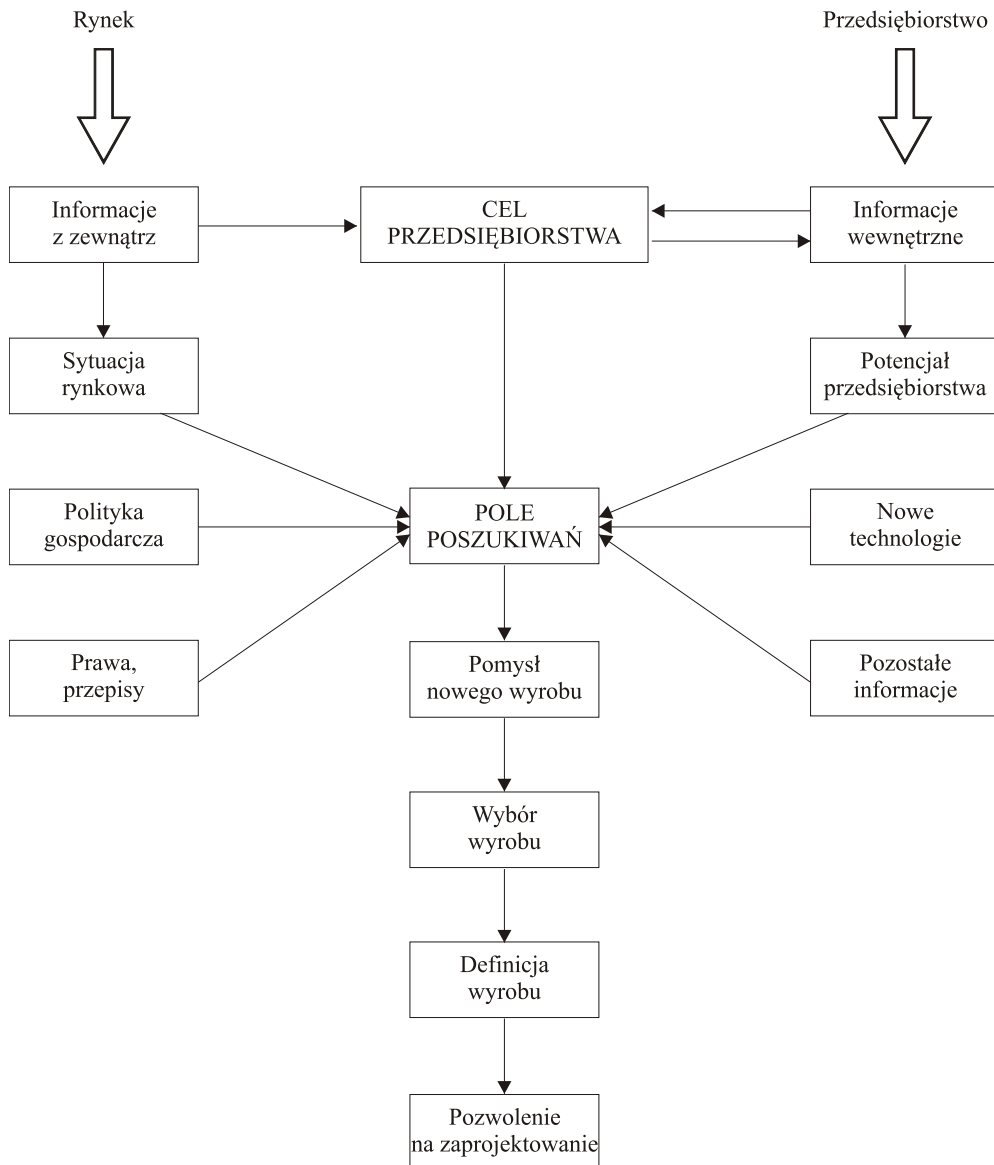 Rynek
Przedsiębiorstwo
Informacje
z zewnątrz
CEL
PRZEDSIĘBIORSTWA
Informacje
wewnętrzne
Sytuacja
rynkowa
Potencjał
przedsiębiorstwa
Polityka
gospodarcza
POLE
POSZUKIWAŃ
Nowe
technologie
Prawa,
przepisy
Pomysł
nowego wyrobu
Pozostałe
informacje
Wybór
wyrobu
Definicja
wyrobu
Pozwolenie
na zaprojektowanie